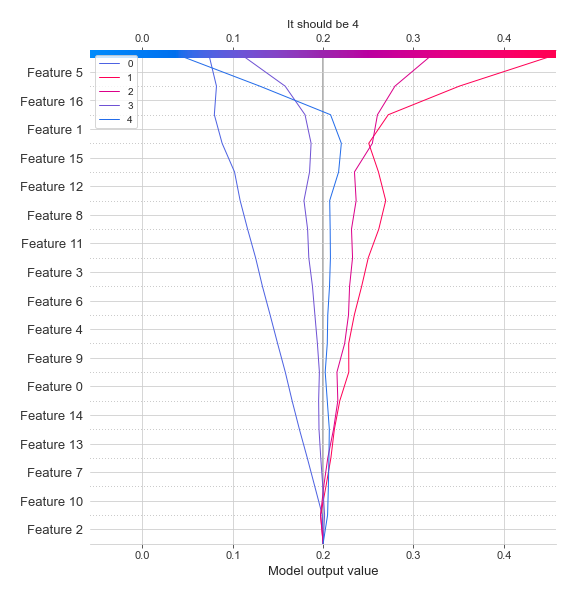 It should be 4
0.0 0.1 0.2 0.3 0.4
0
1
2
3
4
Feature 5
Feature 16
Feature 1
Feature 15
Feature 12
Feature 8
Feature 11
Feature 3
Feature 6
Feature 4
Feature 9
Feature 0
Feature 14
Feature 13
Feature 7
Feature 10
Feature 2
0.0 0.1 0.2 0.3 0.4
Model output value